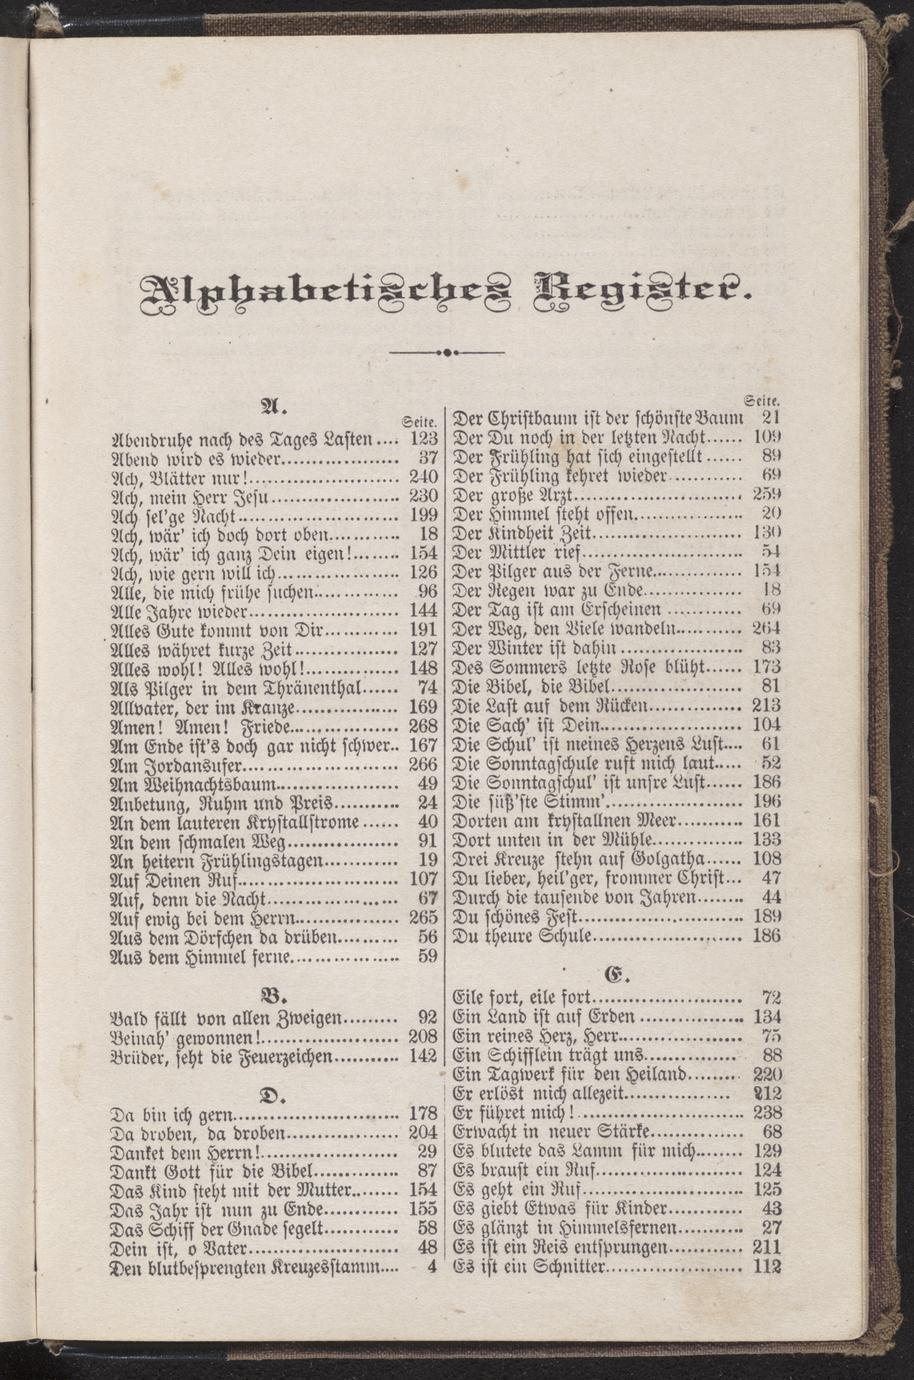 Alphabetisches Register.
A.
Seite.
Abendruhe nach des Tages Lasten.... 123
Abend wird es wieder................ 37
Ach, Blätter nur!........................ 240
Ach, mein Herr Jesu.................... 230
Ach sel'ge Nacht......................... 199
Ach, wär' ich doch dort oben........... 18
Ach, wär' ich ganz Dein eigen!....... 154
Ach, wie gern will ich................... 126
Alle, die mich frühe suchen............. 96
Alle Jahre wieder....................... 144
Alles Gute kommt von Dir............ 191
Alles währet kurze Zeit................ 127
Alles wohl! Alles wohl!............... 148
Als Pilger in dem Thränenthal...... 74
Allvater, der im Kranze................ 169
Amen! Amen! Friede................. 268
Am Ende ist's doch gar nicht schwer.. 167
Am Jordansufer........................ 266
Am Weihnachtsbaum.................. 49
Anbetung, Ruhm und Preis.......... 24
An dem lauteren Krystallstrome...... 40
An dem schmalen Weg................. 91
An heitern Frühlingstagen............ 19
Auf Deinen Ruf......................... 107
Auf, denn die Nacht.................... 67
Auf ewig bei dem Herrn............... 265
Aus dem Dörfchen da drüben.......... 56
Aus dem Himmel ferne................ 59
B.
Bald fällt von allen Zweigen......... 92
Beinah' gewonnen!..................... 208
Brüder, seht die Feuerzeichen........... 142
D.
Da bin ich gern.......................... 178
Da droben, da droben.................. 204
Danket dem Herrn!..................... 29
Dankt Gott für die Bibel.............. 87
Das Kind steht mit der Mutter........ 154
Das Jahr ist nun zu Ende............. 155
Das Schiff der Gnade segelt............ 58
Dein ist, o Vater........................ 48
Den blutbesprengten Kreuzesstamm.... 4
Seite.
Der Christbaum ist der schönste Baum 21
Der Du noch in der letzten Nacht...... 109
Der Frühling hat sich eingestellt...... 89
Der Frühling kehret wieder............ 69
Der große Arzt.......................... 259
Der Himmel steht offen................ 20
Der Kindheit Zeit....................... 130
Der Mittler rief......................... 54
Der Pilger aus der Ferne.............. 154
Der Regen war zu Ende............... 18
Der Tag ist am Erscheinen............ 69
Der Weg, den Viele wandeln.......... 264
Der Winter ist dahin................... 83
Des Sommers letzte Rose blüht...... 173
Die Bibel, die Bibel.................... 81
Die Last auf dem Rücken.............. 213
Die Sach' ist Dein...................... 104
Die Schul' ist meines Herzens Lust.... 61
Die Sonntagschule ruft mich laut..... 52
Die Sonntagschul' ist unsre Lust...... 186
Die süß'ste Stimm'..................... 196
Dorten am krystallnen Meer........... 161
Dort unten in der Mühle............... 133
Drei Kreuze stehn auf Golgatha...... 108
Du lieber, heil'ger, frommer Christ... 47
Durch die tausende von Jahren........ 44
Du schönes Fest......................... 189
Du theure Schule....................... 186
E.
Eile fort, eile fort........................ 72
Ein Land ist auf Erden................ 134
Ein reines Herz, Herr................... 75
Ein Schifflein trägt uns............... 88
Ein Tagwerk für den Heiland........ 220
Er erlöst mich allezeit................. 212
Er führet mich!......................... 238
Erwacht in neuer Stärke.............. 68
Es blutete das Lamm für mich........ 129
Es braust ein Ruf...................... 124
Es geht ein Ruf......................... 125
Es giebt Etwas für Kinder............ 43
Es glänzt in Himmelsfernen.......... 27
Es ist ein Reis entsprungen............ 211
Es ist ein Schnitter..................... 112